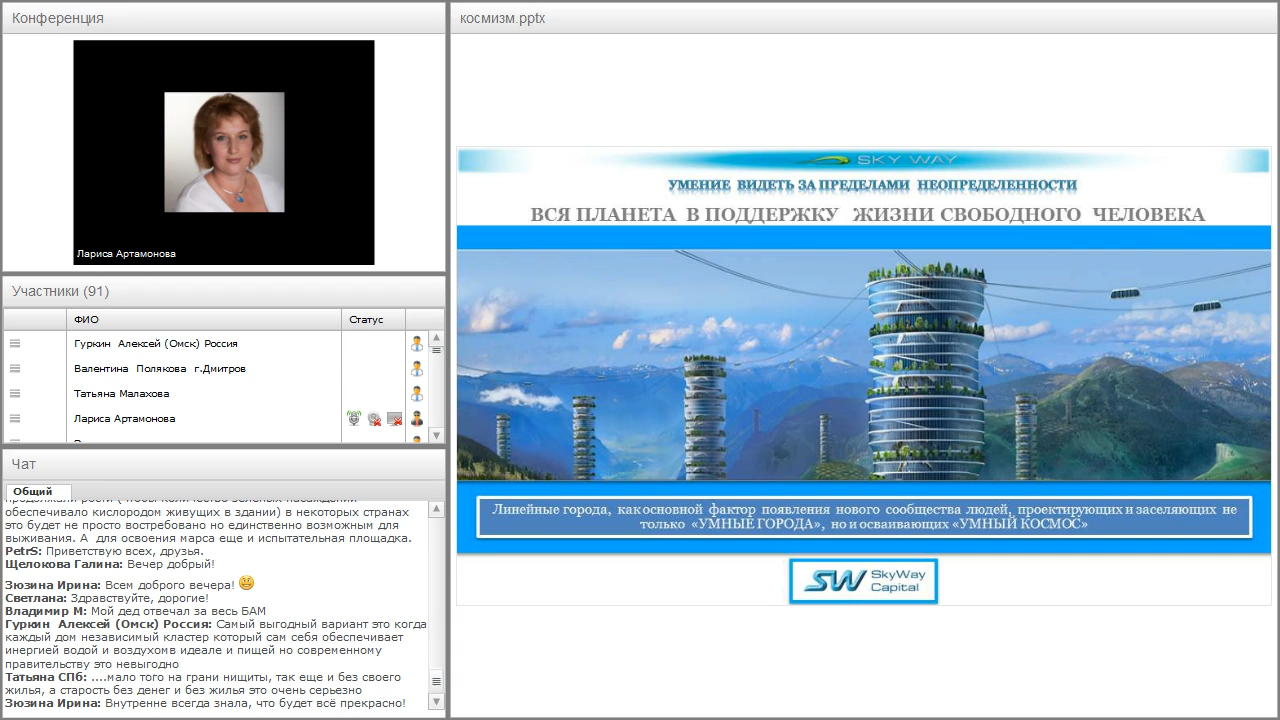 Конференция
Лариса Артамонова
Участники (91)
ФИО
Статус
Гуркин Алексей (Омск) Россия
Валентина Полякова г.Дмитров
Татьяна Малахова
Лариса Артамонова
Чат
Общий
обеспечивало кислородом живущих в здании) в некоторых странах
это будет не просто востребовано но единственно возможным для
выживания. А для освоения марса еще и испытательная площадка.
PetrS: Приветствую всех, друзья.
Щелокова Галина: Вечер добрый!
Зюзина Ирина: Всем доброго вечера!
Светлана: Здравствуйте, дорогие!
Владимир М: Мой дед отвечал за весь БАМ
Гуркин Алексей (Омск) Россия: Самый выгодный вариант это когда
каждый дом независимый кластер который сам себя обеспечивает
инергией водой и воздухомв идеале и пищей но современному
правительству это невыгодно
Татьяна СПб: ....мало того на грани нищиты, так еще и без своего
жилья, а старость без денег и без жилья это очень серьезно
Зюзина Ирина: Внутренне всегда знала, что будет всё прекрасно!
космизм.pptx
SKY WAY
УМЕНИЕ ВИДЕТЬ ЗА ПРЕДЕЛАМИ НЕОПРЕДЕЛЕННОСТИ
ВСЯ ПЛАНЕТА В ПОДДЕРЖКУ ЖИЗНИ СВОБОДНОГО ЧЕЛОВЕКА
Линейные города, как основной фактор появления нового сообщества людей, проектирующих и заселяющих не
только «УМНЫЕ ГОРОДА», но и осваивающих «УМНЫЙ КОСМОС»
SW SkyWay
Capital